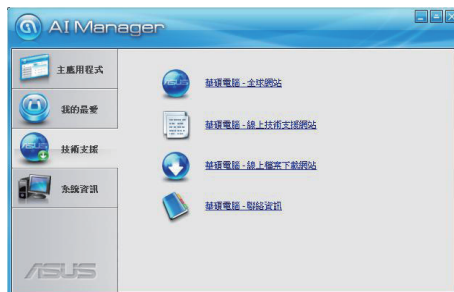 AI Manager
主應用程式
我的最愛
技術支援
系統資訊
華碩電腦 - 全球網站
華碩電腦 - 線上技術支援網站
華碩電腦 - 線上檔案下載網站
華碩電腦 - 聯絡資訊
ASUS